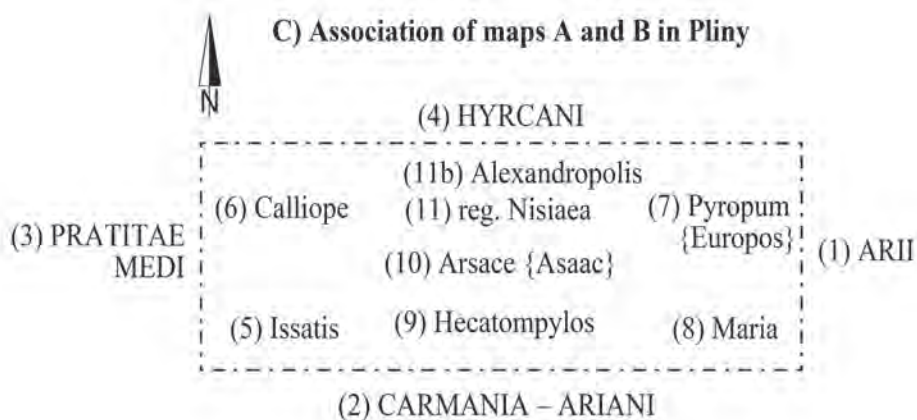 C) Association of maps A and B in Pliny
N
(4) HYRCANI
(11b) Alexandropolis
(6) Calliope (11) reg. Nisiaea (7) Pyropum
{Europos}
(3) PRATITAE
MEDI
(10) Arsace {Asaac}
(1) ARII
(5) Issatis (9) Hecatompylos (8) Maria
(2) CARMANIA – ARIANI